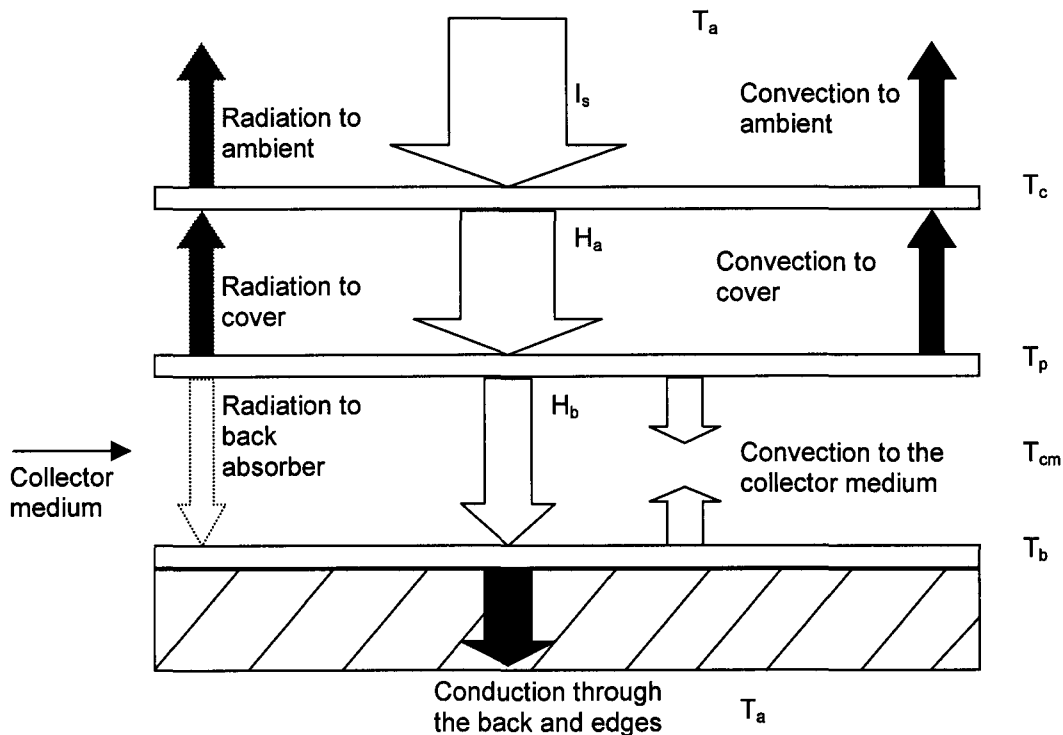 T_a
I_s
Radiation to
ambient
Convection to
ambient
T_c
H_a
Radiation to
cover
Convection to
cover
T_p
Radiation to
back
absorber
H_b
Convection to the
collector medium
T_cm
Collector
medium
T_b
Conduction through
the back and edges
T_a